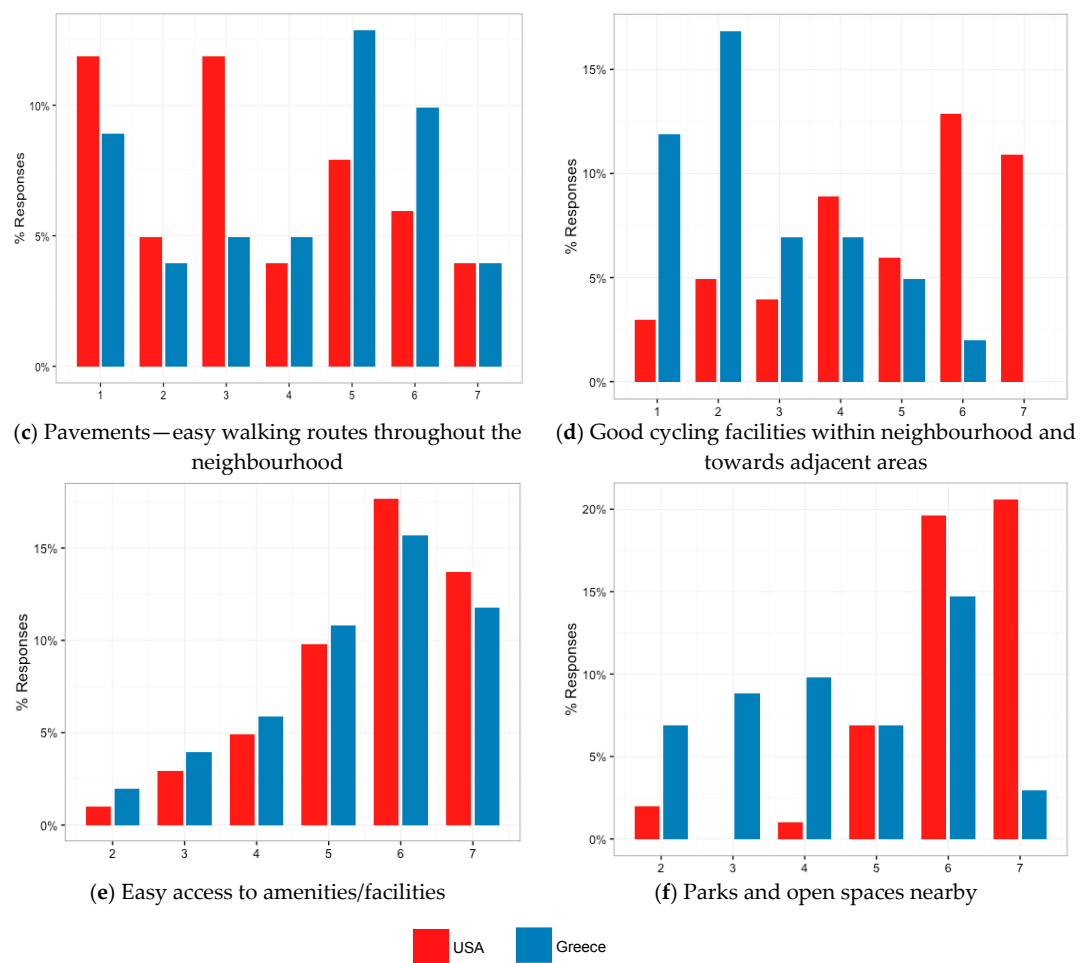 10%
5%
0%
% Responses
1 2 3 4 5 6 7
15%
10%
5%
0%
% Responses
1 2 3 4 5 6 7
(c) Pavements—easy walking routes throughout the
neighbourhood
(d) Good cycling facilities within neighbourhood and
towards adjacent areas
15%
10%
5%
0%
% Responses
2 3 4 5 6 7
20%
15%
10%
5%
0%
% Responses
2 3 4 5 6 7
(e) Easy access to amenities/facilities
(f) Parks and open spaces nearby
USA
Greece